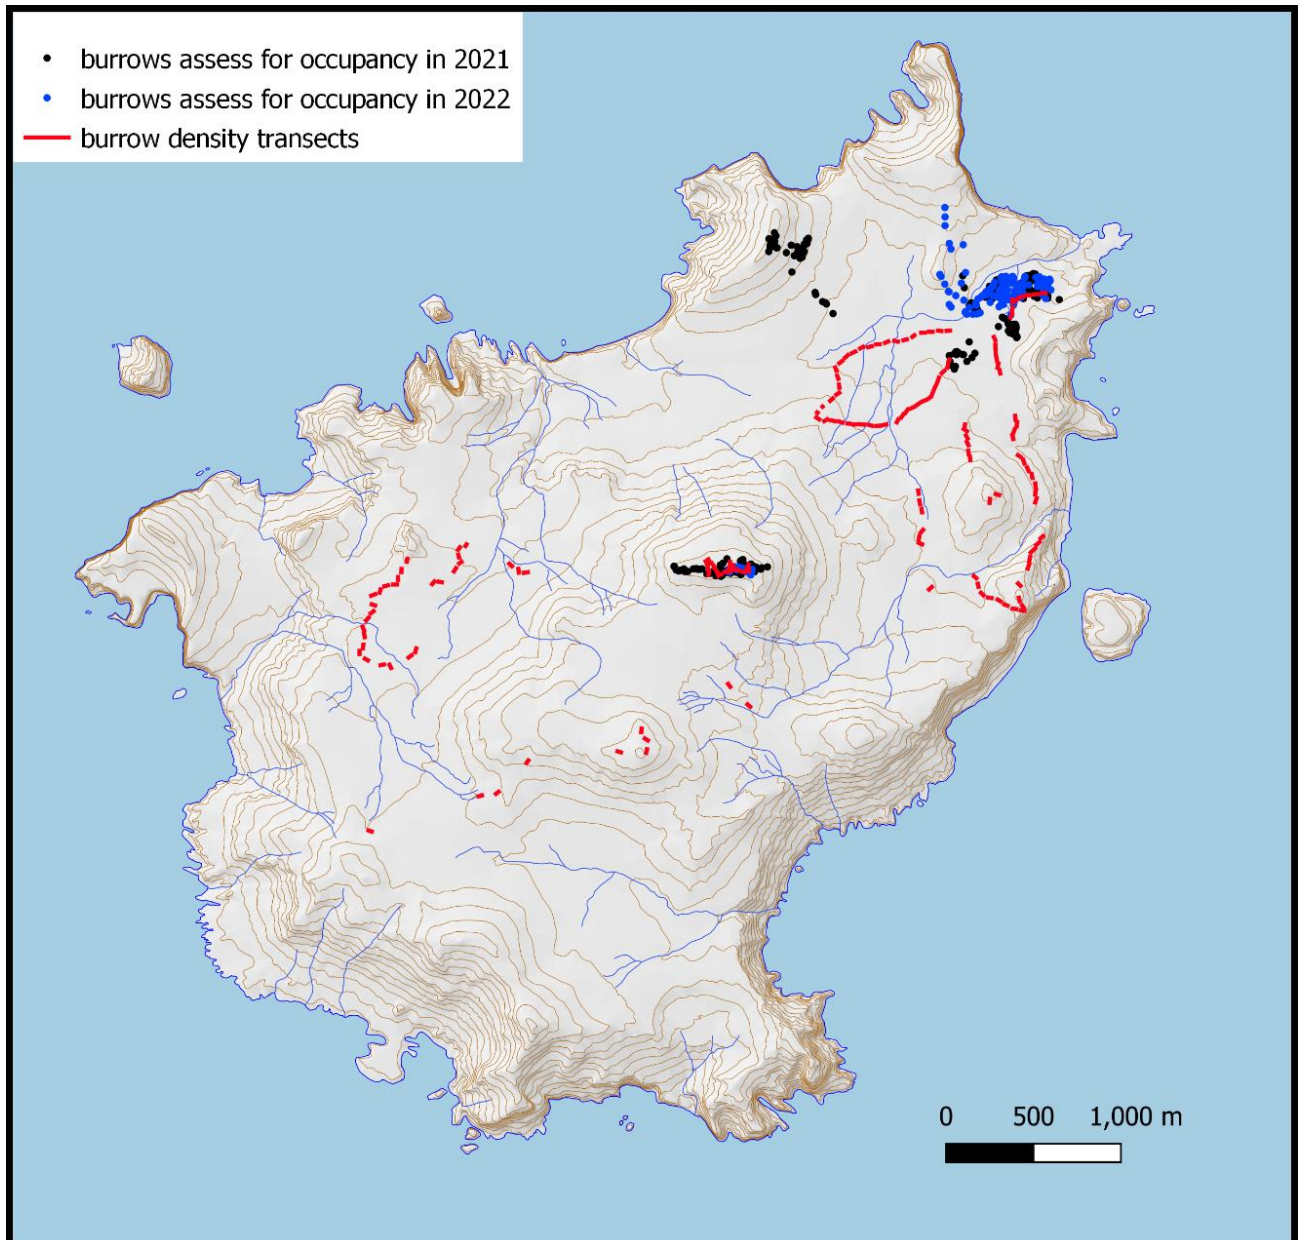 burrows assess for occupancy in 2021
burrows assess for occupancy in 2022
burrow density transects
0 500 1,000 m